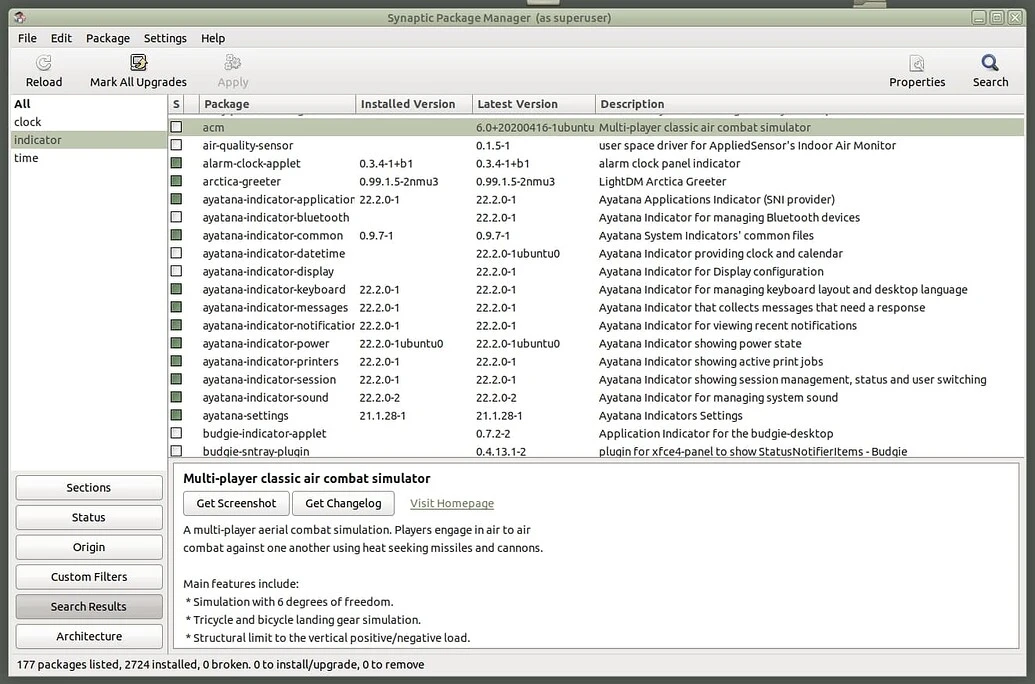 Synaptic Package Manager (as superuser)
File Edit Package Settings Help
Reload Mark All Upgrades Apply Properties Search
All
clock
indicator
time
S Package Installed Version Latest Version Description
acm 6.0+20200416-1ubuntu Multi-player classic air combat simulator
air-quality-sensor 0.1.5-1 user space driver for AppliedSensor's Indoor Air Monitor
alarm-clock-applet 0.3.4-1+b1 0.3.4-1+b1 alarm clock panel indicator
arctica-greeter 0.99.1.5-2nmu3 0.99.1.5-2nmu3 LightDM Arctica Greeter
ayatana-indicator-application 22.2.0-1 22.2.0-1 Ayatana Applications Indicator (SNI provider)
ayatana-indicator-bluetooth 22.2.0-1 Ayatana Indicator for managing Bluetooth devices
ayatana-indicator-common 0.9.7-1 0.9.7-1 Ayatana System Indicators' common files
ayatana-indicator-datetime 22.2.0-1ubuntu0 Ayatana Indicator providing clock and calendar
ayatana-indicator-display 22.2.0-1 Ayatana Indicator for Display configuration
ayatana-indicator-keyboard 22.2.0-1 22.2.0-1 Ayatana Indicator for managing keyboard layout and desktop language
ayatana-indicator-messages 22.2.0-1 22.2.0-1 Ayatana Indicator that collects messages that need a response
ayatana-indicator-notification 22.2.0-1 22.2.0-1 Ayatana Indicator for viewing recent notifications
ayatana-indicator-power 22.2.0-1ubuntu0 22.2.0-1ubuntu0 Ayatana Indicator showing power state
ayatana-indicator-printers 22.2.0-1 22.2.0-1 Ayatana Indicator showing active print jobs
ayatana-indicator-session 22.2.0-1 22.2.0-1 Ayatana Indicator showing session management, status and user switching
ayatana-indicator-sound 22.2.0-2 22.2.0-2 Ayatana Indicator for managing system sound
ayatana-settings 21.1.28-1 21.1.28-1 Ayatana Indicators Settings
budgie-indicator-applet 0.7.2-2 Application Indicator for the budgie-desktop
budgie-sntray-plugin 0.4.13.1-2 plugin for xfce4-panel to show StatusNotifierItems - Budgie
Sections
Status
Origin
Custom Filters
Search Results
Architecture
Multi-player classic air combat simulator
Get Screenshot Get Changelog Visit Homepage
A multi-player aerial combat simulation. Players engage in air to air
combat against one another using heat seeking missiles and cannons.
Main features include:
* Simulation with 6 degrees of freedom.
* Tricycle and bicycle landing gear simulation.
* Structural limit to the vertical positive/negative load.
177 packages listed, 2724 installed, 0 broken. 0 to install/upgrade, 0 to remove